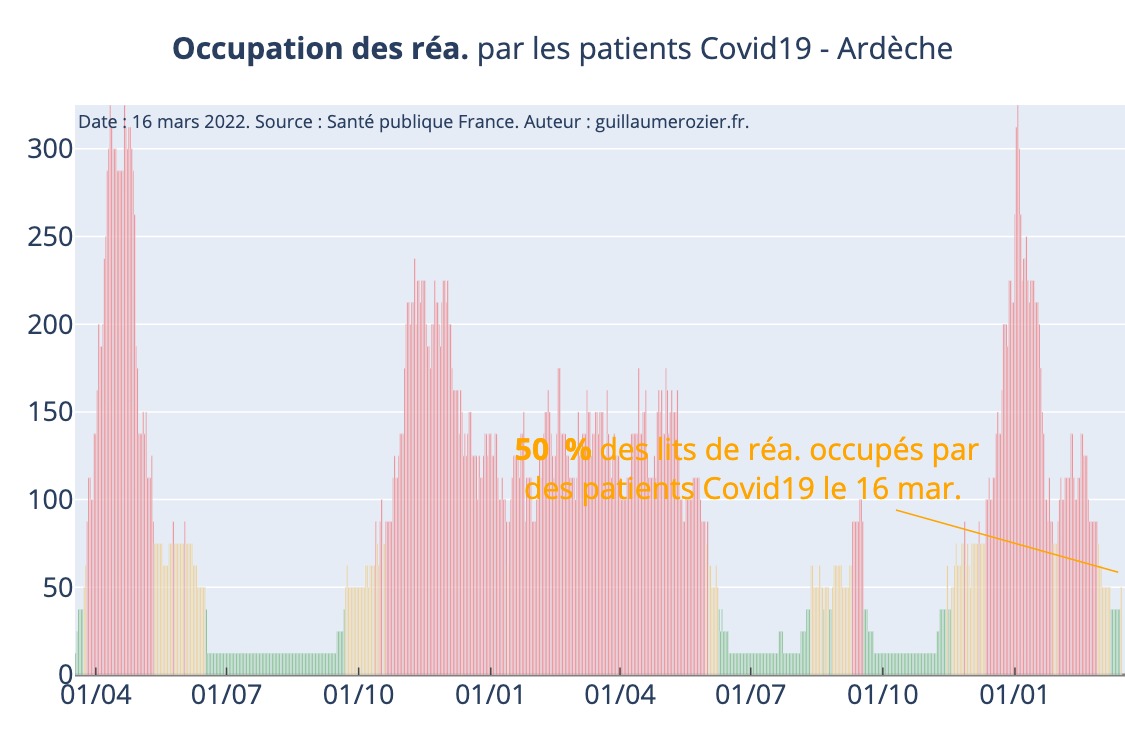 Occupation des réa. par les patients Covid19 - Ardèche
Date : 16 mars 2022. Source : Santé publique France. Auteur : guillaumerozier.fr.
300
250
200
150
50 % des lits de réa. occupés par
des patients Covid19 le 16 mar.
100
50
0
01/04 01/07 01/10 01/01 01/04 01/07 01/10 01/01